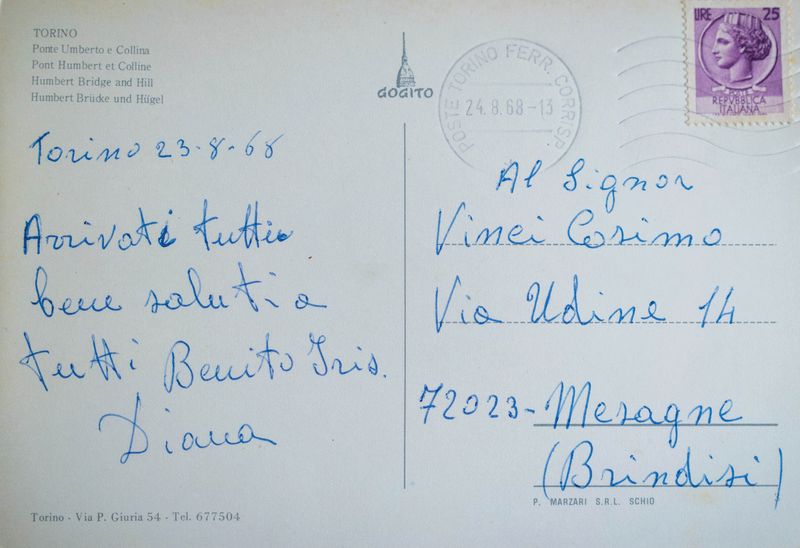 TORINO
Ponte Umberto e Collina
Pont Humbert et Colline
Humbert Bridge and Hill
Humbert Brücke und Hügel
GOGITO
POSTE TORINO FERR. CORRISP.
24.8.68-13
LIRE 25
POSTE
REPVBBLICA
ITALIANA
Torino 23-8-68
Arrivati tutti
bene saluti a
tutti Benito Iris.
Diana
Al Signor
Vinci Cosimo
Via Udine 14
72023- Mesagne
(Brindisi)
P. MARZARI S.R.L. SCHIO
Torino - Via P. Giuria 54 - Tel. 677504